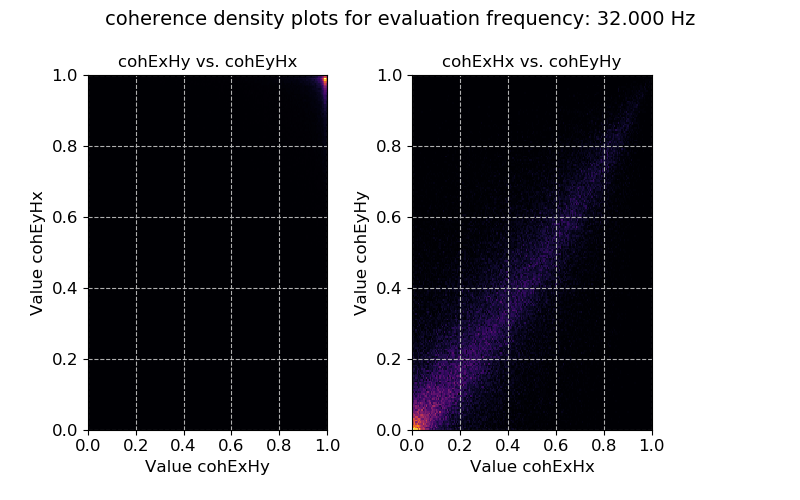 coherence density plots for evaluation frequency: 32.000 Hz
cohExHy vs. cohEyHx
1.0
0.8
0.6
0.4
0.2
0.0
Value cohEyHx
0.0 0.2 0.4 0.6 0.8 1.0
Value cohExHy
cohExHx vs. cohEyHy
1.0
0.8
0.6
0.4
0.2
0.0
Value cohEyHy
0.0 0.2 0.4 0.6 0.8 1.0
Value cohExHx